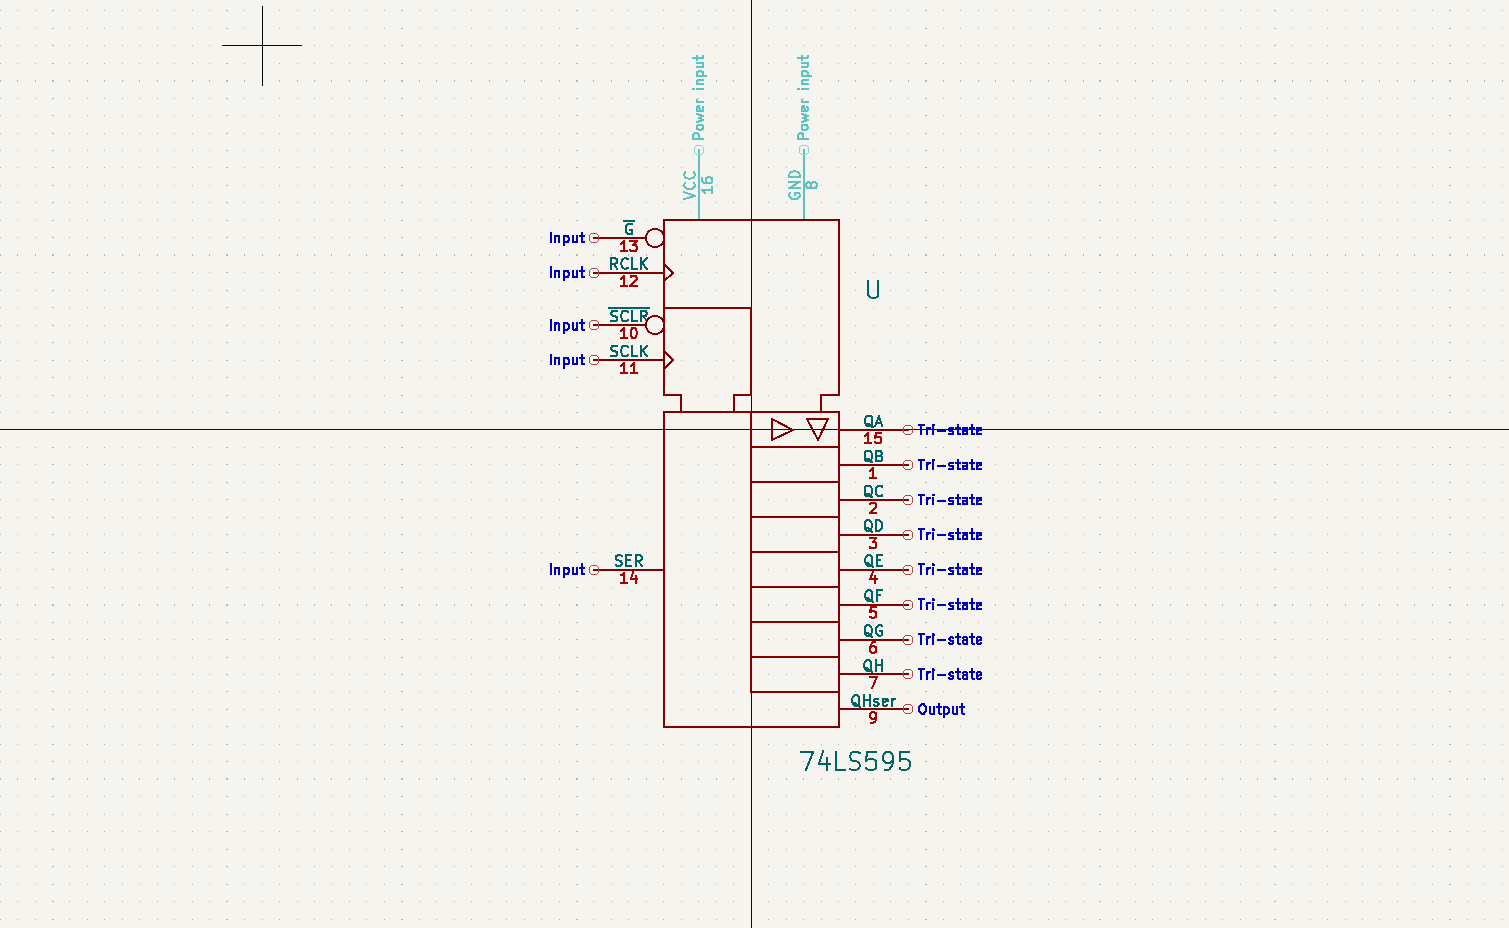 Power input
Power input
VCC
16
GND
8
Input
G
13
Input
RCLK
12
U
Input
SCLR
10
Input
SCLK
11
QA
15
Tri-state
QB
1
Tri-state
QC
2
Tri-state
QD
3
Tri-state
Input
SER
14
QE
4
Tri-state
QF
5
Tri-state
QG
6
Tri-state
QH
7
Tri-state
QHser
9
Output
74LS595